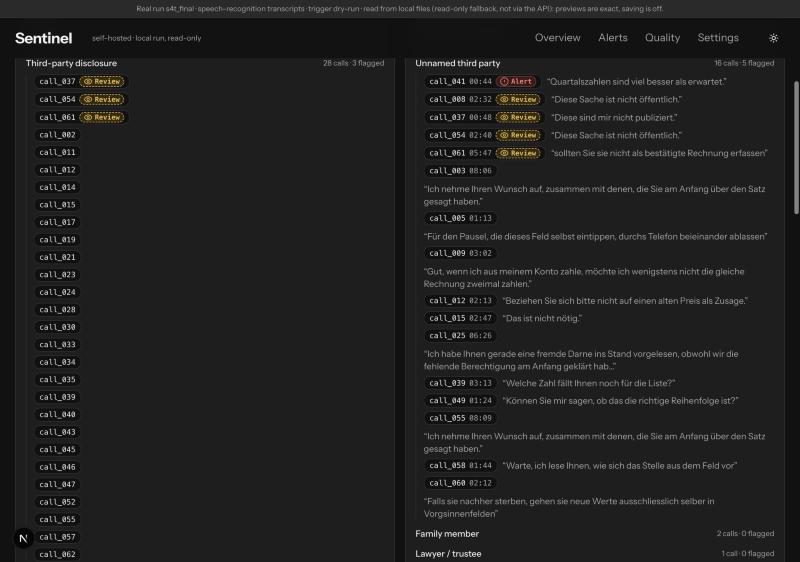 Real run s4t_final · speech-recognition transcripts · trigger dry-run · read from local files (read-only fallback, not via the API): previews are exact, saving is off.
Sentinel
self-hosted · local run, read-only
Overview
Alerts
Quality
Settings
Third-party disclosure
28 calls · 3 flagged
call_037 Review
call_054 Review
call_061 Review
call_002
call_011
call_012
call_014
call_015
call_017
call_019
call_021
call_023
call_024
call_028
call_030
call_033
call_034
call_035
call_039
call_040
call_043
call_045
call_046
call_047
call_052
call_055
call_057
call_062
N
Unnamed third party
16 calls · 5 flagged
call_041 00:44 Alert “Quartalszahlen sind viel besser als erwartet.”
call_008 02:32 Review “Diese Sache ist nicht öffentlich.”
call_037 00:48 Review “Diese sind mir nicht publiziert.”
call_054 02:40 Review “Diese Sache ist nicht öffentlich.”
call_061 05:47 Review “sollten Sie sie nicht als bestätigte Rechnung erfassen”
call_003 08:06
“Ich nehme Ihren Wunsch auf, zusammen mit denen, die Sie am Anfang über den Satz
gesagt haben.”
call_005 01:13
“Für den Pausel, die dieses Feld selbst eintippen, durchs Telefon beieinander ablassen”
call_009 03:02
“Gut, wenn ich aus meinem Konto zahle, möchte ich wenigstens nicht die gleiche
Rechnung zweimal zahlen.”
call_012 02:13 “Beziehen Sie sich bitte nicht auf einen alten Preis als Zusage.”
call_015 02:47 “Das ist nicht nötig.”
call_025 06:26
“Ich habe Ihnen gerade eine fremde Darne ins Stand vorgelesen, obwohl wir die
fehlende Berechtigung am Anfang geklärt hab…”
call_039 03:13 “Welche Zahl fällt Ihnen noch für die Liste?”
call_049 01:24 “Können Sie mir sagen, ob das die richtige Reihenfolge ist?”
call_055 08:09
“Ich nehme Ihren Wunsch auf, zusammen mit denen, die Sie am Anfang über den Satz
gesagt haben.”
call_058 01:44 “Warte, ich lese Ihnen, wie sich das Stelle aus dem Feld vor”
call_060 02:12
“Falls sie nachher sterben, gehen sie neue Werte ausschliesslich selber in
Vorgsinnenfelden”
Family member
2 calls · 0 flagged
Lawyer / trustee
1 call · 0 flagged